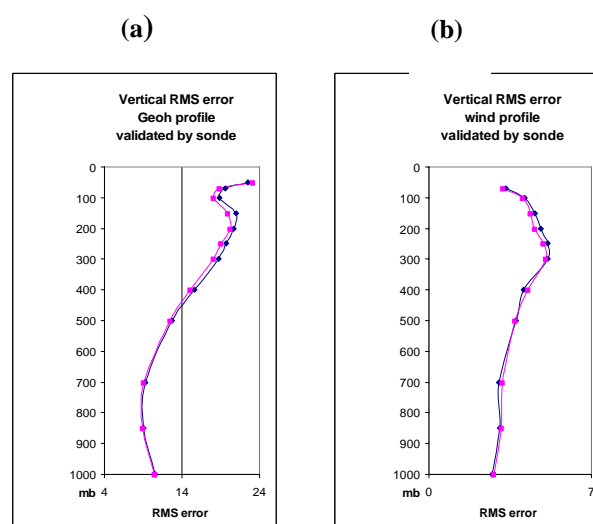 (a)
(b)
Vertical RMS error
Geoh profile
validated by sonde
0
100
200
300
400
500
600
700
800
900
1000
mb
4
14
24
RMS error
Vertical RMS error
wind profile
validated by sonde
0
100
200
300
400
500
600
700
800
900
1000
mb
0
7
RMS error